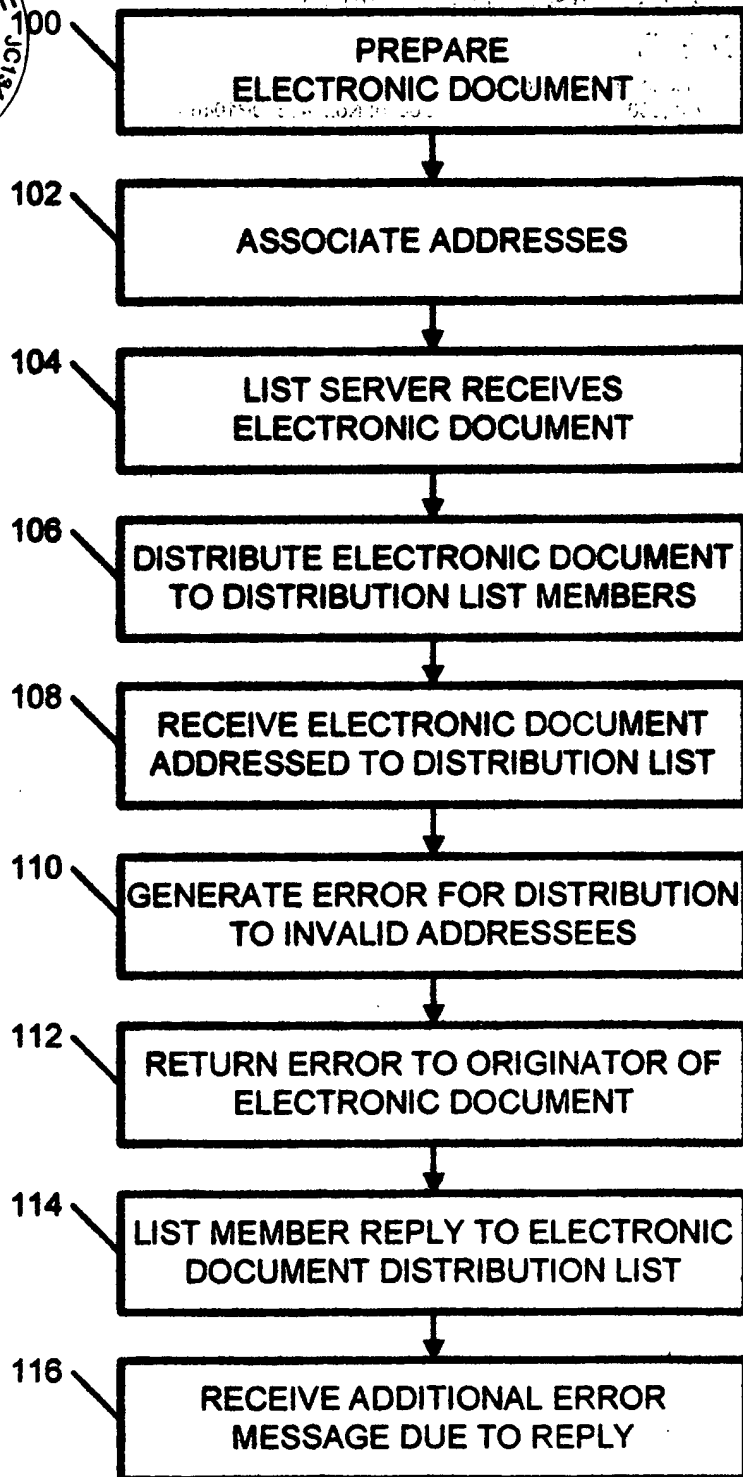 100
PREPARE
ELECTRONIC DOCUMENT
102
ASSOCIATE ADDRESSES
104
LIST SERVER RECEIVES
ELECTRONIC DOCUMENT
106
DISTRIBUTE ELECTRONIC DOCUMENT
TO DISTRIBUTION LIST MEMBERS
108
RECEIVE ELECTRONIC DOCUMENT
ADDRESSED TO DISTRIBUTION LIST
110
GENERATE ERROR FOR DISTRIBUTION
TO INVALID ADDRESSEES
112
RETURN ERROR TO ORIGINATOR OF
ELECTRONIC DOCUMENT
114
LIST MEMBER REPLY TO ELECTRONIC
DOCUMENT DISTRIBUTION LIST
116
RECEIVE ADDITIONAL ERROR
MESSAGE DUE TO REPLY